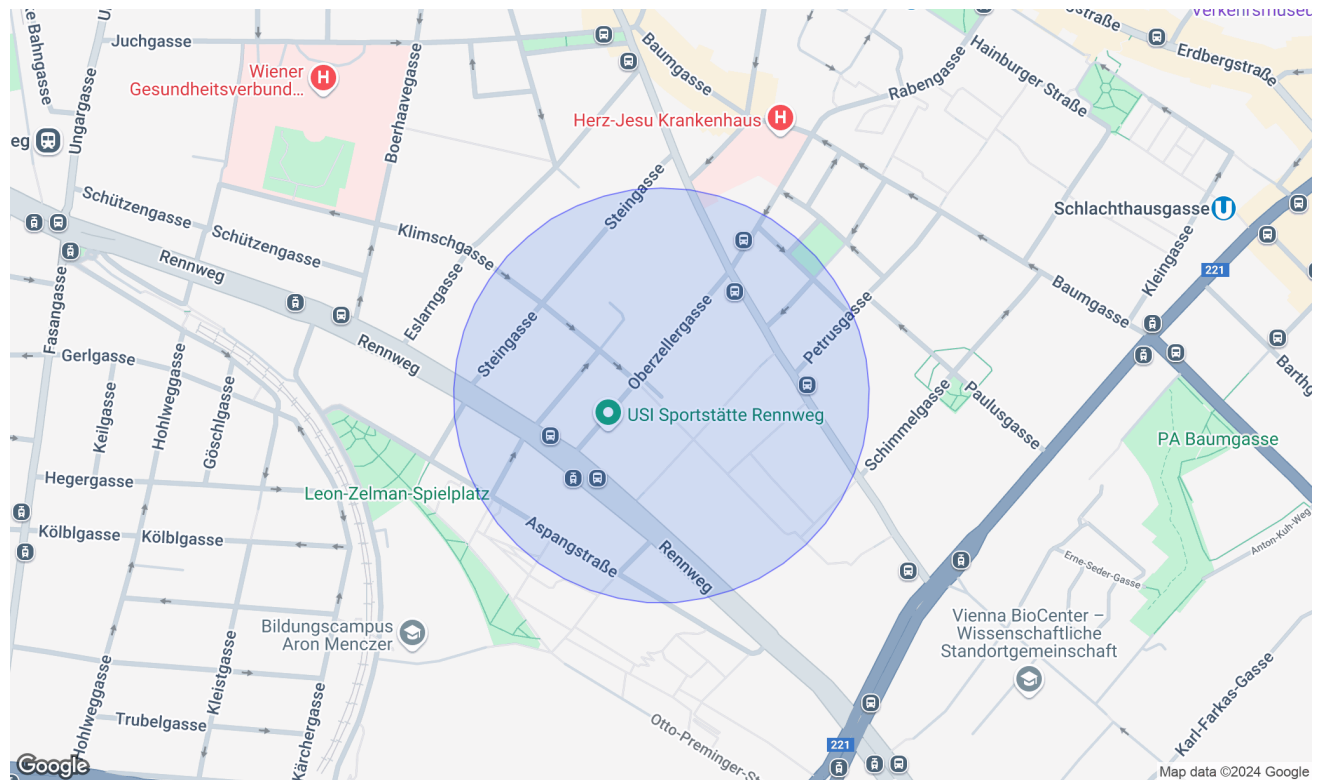 Verkehrsmuseu
Juchgasse
Baumgasse
Erdbergstraße
Hainburger Straße
Rabengasse
Wiener
Gesundheitsverbund...
Herz-Jesu Krankenhaus
Ungargasse
Boerhaavegasse
eg
Steingasse
Schützengasse
Schützengasse
Klimschgasse
Schlachthausgasse
Rennweg
Kleingasse
221
Eslarngasse
Baumgasse
Fasangasse
Oberzellergasse
Petrusgasse
Gerlgasse
Rennweg
Steingasse
Keilgasse
Hohlweggasse
Göschlgasse
Paulusgasse
Barthg
USI Sportstätte Rennweg
Schimmelgasse
PA Baumgasse
Hegergasse
Leon-Zelman-Spielplatz
Kölblgasse
Kölblgasse
Aspangstraße
Rennweg
Anton-Kuh-Weg
Erne-Seder-Gasse
Bildungscampus
Aron Menczer
Vienna BioCenter –
Wissenschaftliche
Standortgemeinschaft
Kleistgasse
Hohlweggasse
Trubelgasse
Kärchergasse
Otto-Preminger-St
Karl-Farkas-Gasse
221
Google
Map data ©2024 Google